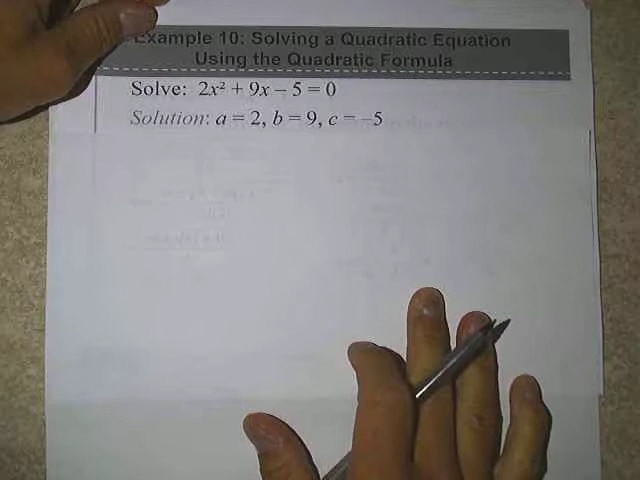 Example 10: Solving a Quadratic Equation
Using the Quadratic Formula
Solve: 2x² + 9x – 5 = 0
Solution: a = 2, b = 9, c = –5